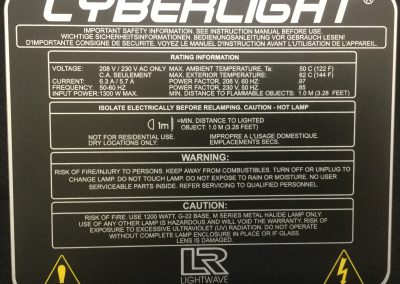 CYBERLIGHT®
IMPORTANT SAFETY INFORMATION. SEE INSTRUCTION MANUAL BEFORE USE.
WICHTIGE SICHERHEITSINFORMATIONEN. BEDIENUNGSANLEITUNG VOR GEBRAUCH LESEN!
D'IMPORTANTE CONSIGNE DE SECURITE. VOYEZ LE MANUEL D'INSTRUCTION AVANT L'UTILISATION DE L'APPAREIL.
RATING INFORMATION
VOLTAGE: 208 V / 230 V AC ONLY MAX. AMBIENT TEMPERATURE, Ta: 50 C (122 F)
C.A. SEULEMENT MAX. EXTERIOR TEMPERATURE: 62 C (144 F)
CURRENT: 6.3 A / 5.7 A POWER FACTOR, 208 V, 60 HZ: .97
FREQUENCY: 50-60 HZ POWER FACTOR, 230 V, 50 HZ: .85
INPUT POWER: 1300 W MAX. MIN. DISTANCE TO FLAMMABLE OBJECTS: 1.0 M (3.28 FEET)
ISOLATE ELECTRICALLY BEFORE RELAMPING. CAUTION - HOT LAMP
1m =MIN. DISTANCE TO LIGHTED
OBJECT: 1.0 M (3.28 FEET)
NOT FOR RESIDENTIAL USE. IMPROPRE A L'USAGE DOMESTIQUE.
DRY LOCATIONS ONLY. EMPLACEMENTS SECS.
WARNING:
RISK OF FIRE/INJURY TO PERSONS. KEEP AWAY FROM COMBUSTIBLES. TURN OFF OR UNPLUG TO
CHANGE LAMP. DO NOT TOUCH LAMP. DO NOT EXPOSE TO RAIN OR MOISTURE. NO USER
SERVICEABLE PARTS INSIDE. REFER SERVICING TO QUALIFIED PERSONNEL.
CAUTION:
RISK OF FIRE. USE 1200 WATT, G-22 BASE, M SERIES METAL HALIDE LAMP ONLY.
USE OF ANY OTHER LAMP IS HAZARDOUS AND WILL VOID THE WARRANTY. RISK OF
EXPOSURE TO EXCESSIVE ULTRAVIOLET (UV) RADIATION. DO NOT OPERATE
WITHOUT COMPLETE LAMP ENCLOSURE IN PLACE OR IF GLASS
LENS IS DAMAGED.
LR
LIGHTWAVE